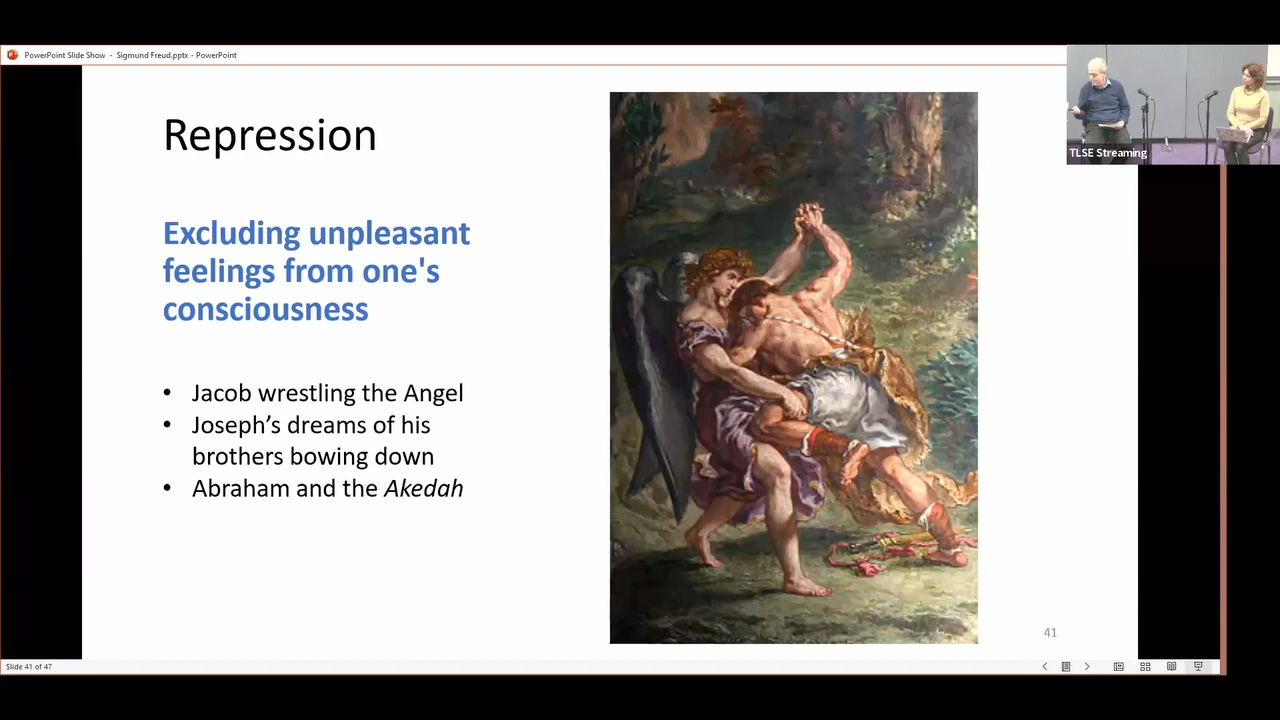 PowerPoint Slide Show - Sigmund Freud.pptx - PowerPoint
TLSE Streaming
Repression
Excluding unpleasant
feelings from one's
consciousness
• Jacob wrestling the Angel
• Joseph’s dreams of his
brothers bowing down
• Abraham and the Akedah
41
Slide 41 of 47